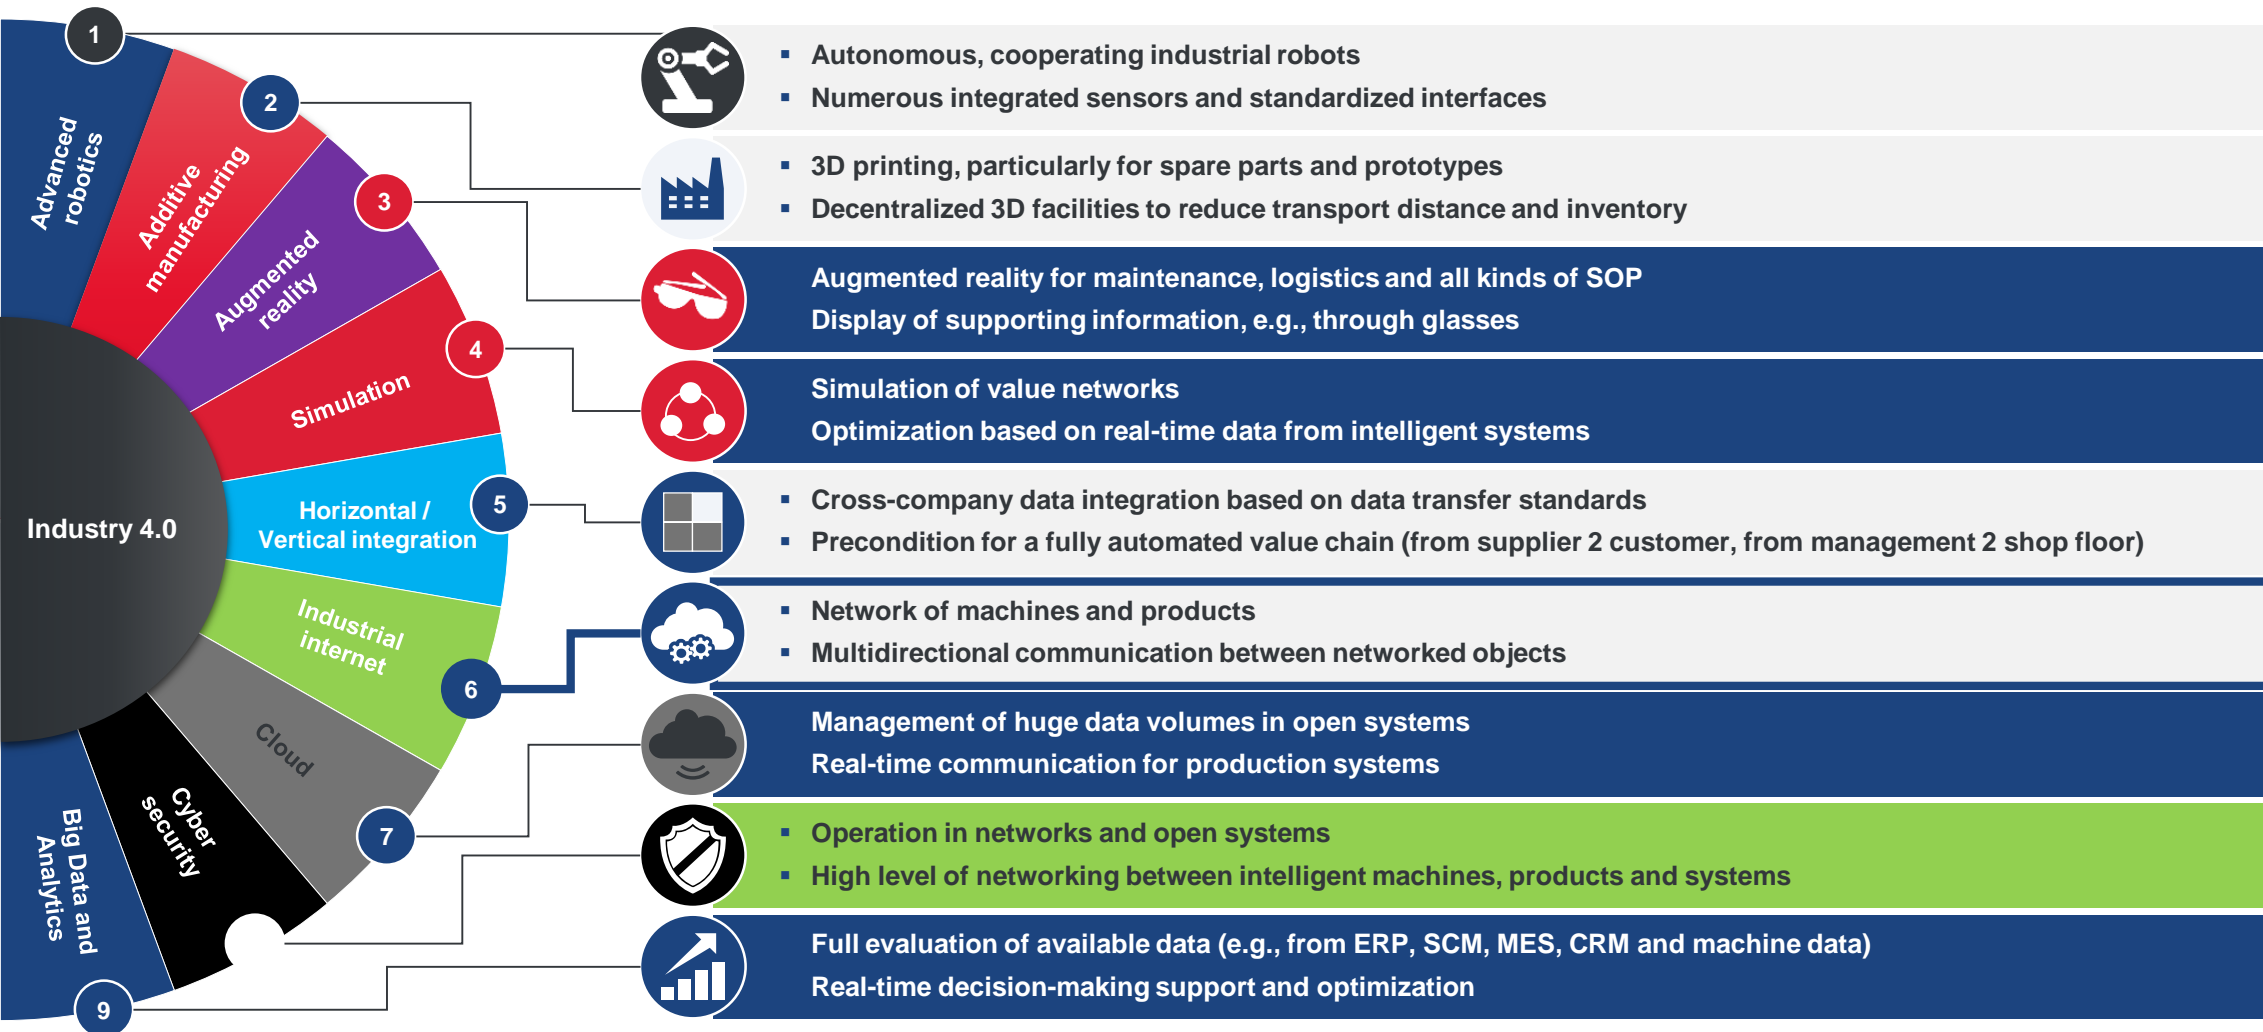 1
Advanced
robotics
2
Additive
manufacturing
3
Augmented
reality
4
Simulation
5
Horizontal /
Vertical integration
Industry 4.0
6
Industrial
internet
7
Cloud
Cyber
security
9
Big Data and
Analytics
Autonomous, cooperating industrial robots
Numerous integrated sensors and standardized interfaces
3D printing, particularly for spare parts and prototypes
Decentralized 3D facilities to reduce transport distance and inventory
Augmented reality for maintenance, logistics and all kinds of SOP
Display of supporting information, e.g., through glasses
Simulation of value networks
Optimization based on real-time data from intelligent systems
Cross-company data integration based on data transfer standards
Precondition for a fully automated value chain (from supplier 2 customer, from management 2 shop floor)
Network of machines and products
Multidirectional communication between networked objects
Management of huge data volumes in open systems
Real-time communication for production systems
Operation in networks and open systems
High level of networking between intelligent machines, products and systems
Full evaluation of available data (e.g., from ERP, SCM, MES, CRM and machine data)
Real-time decision-making support and optimization